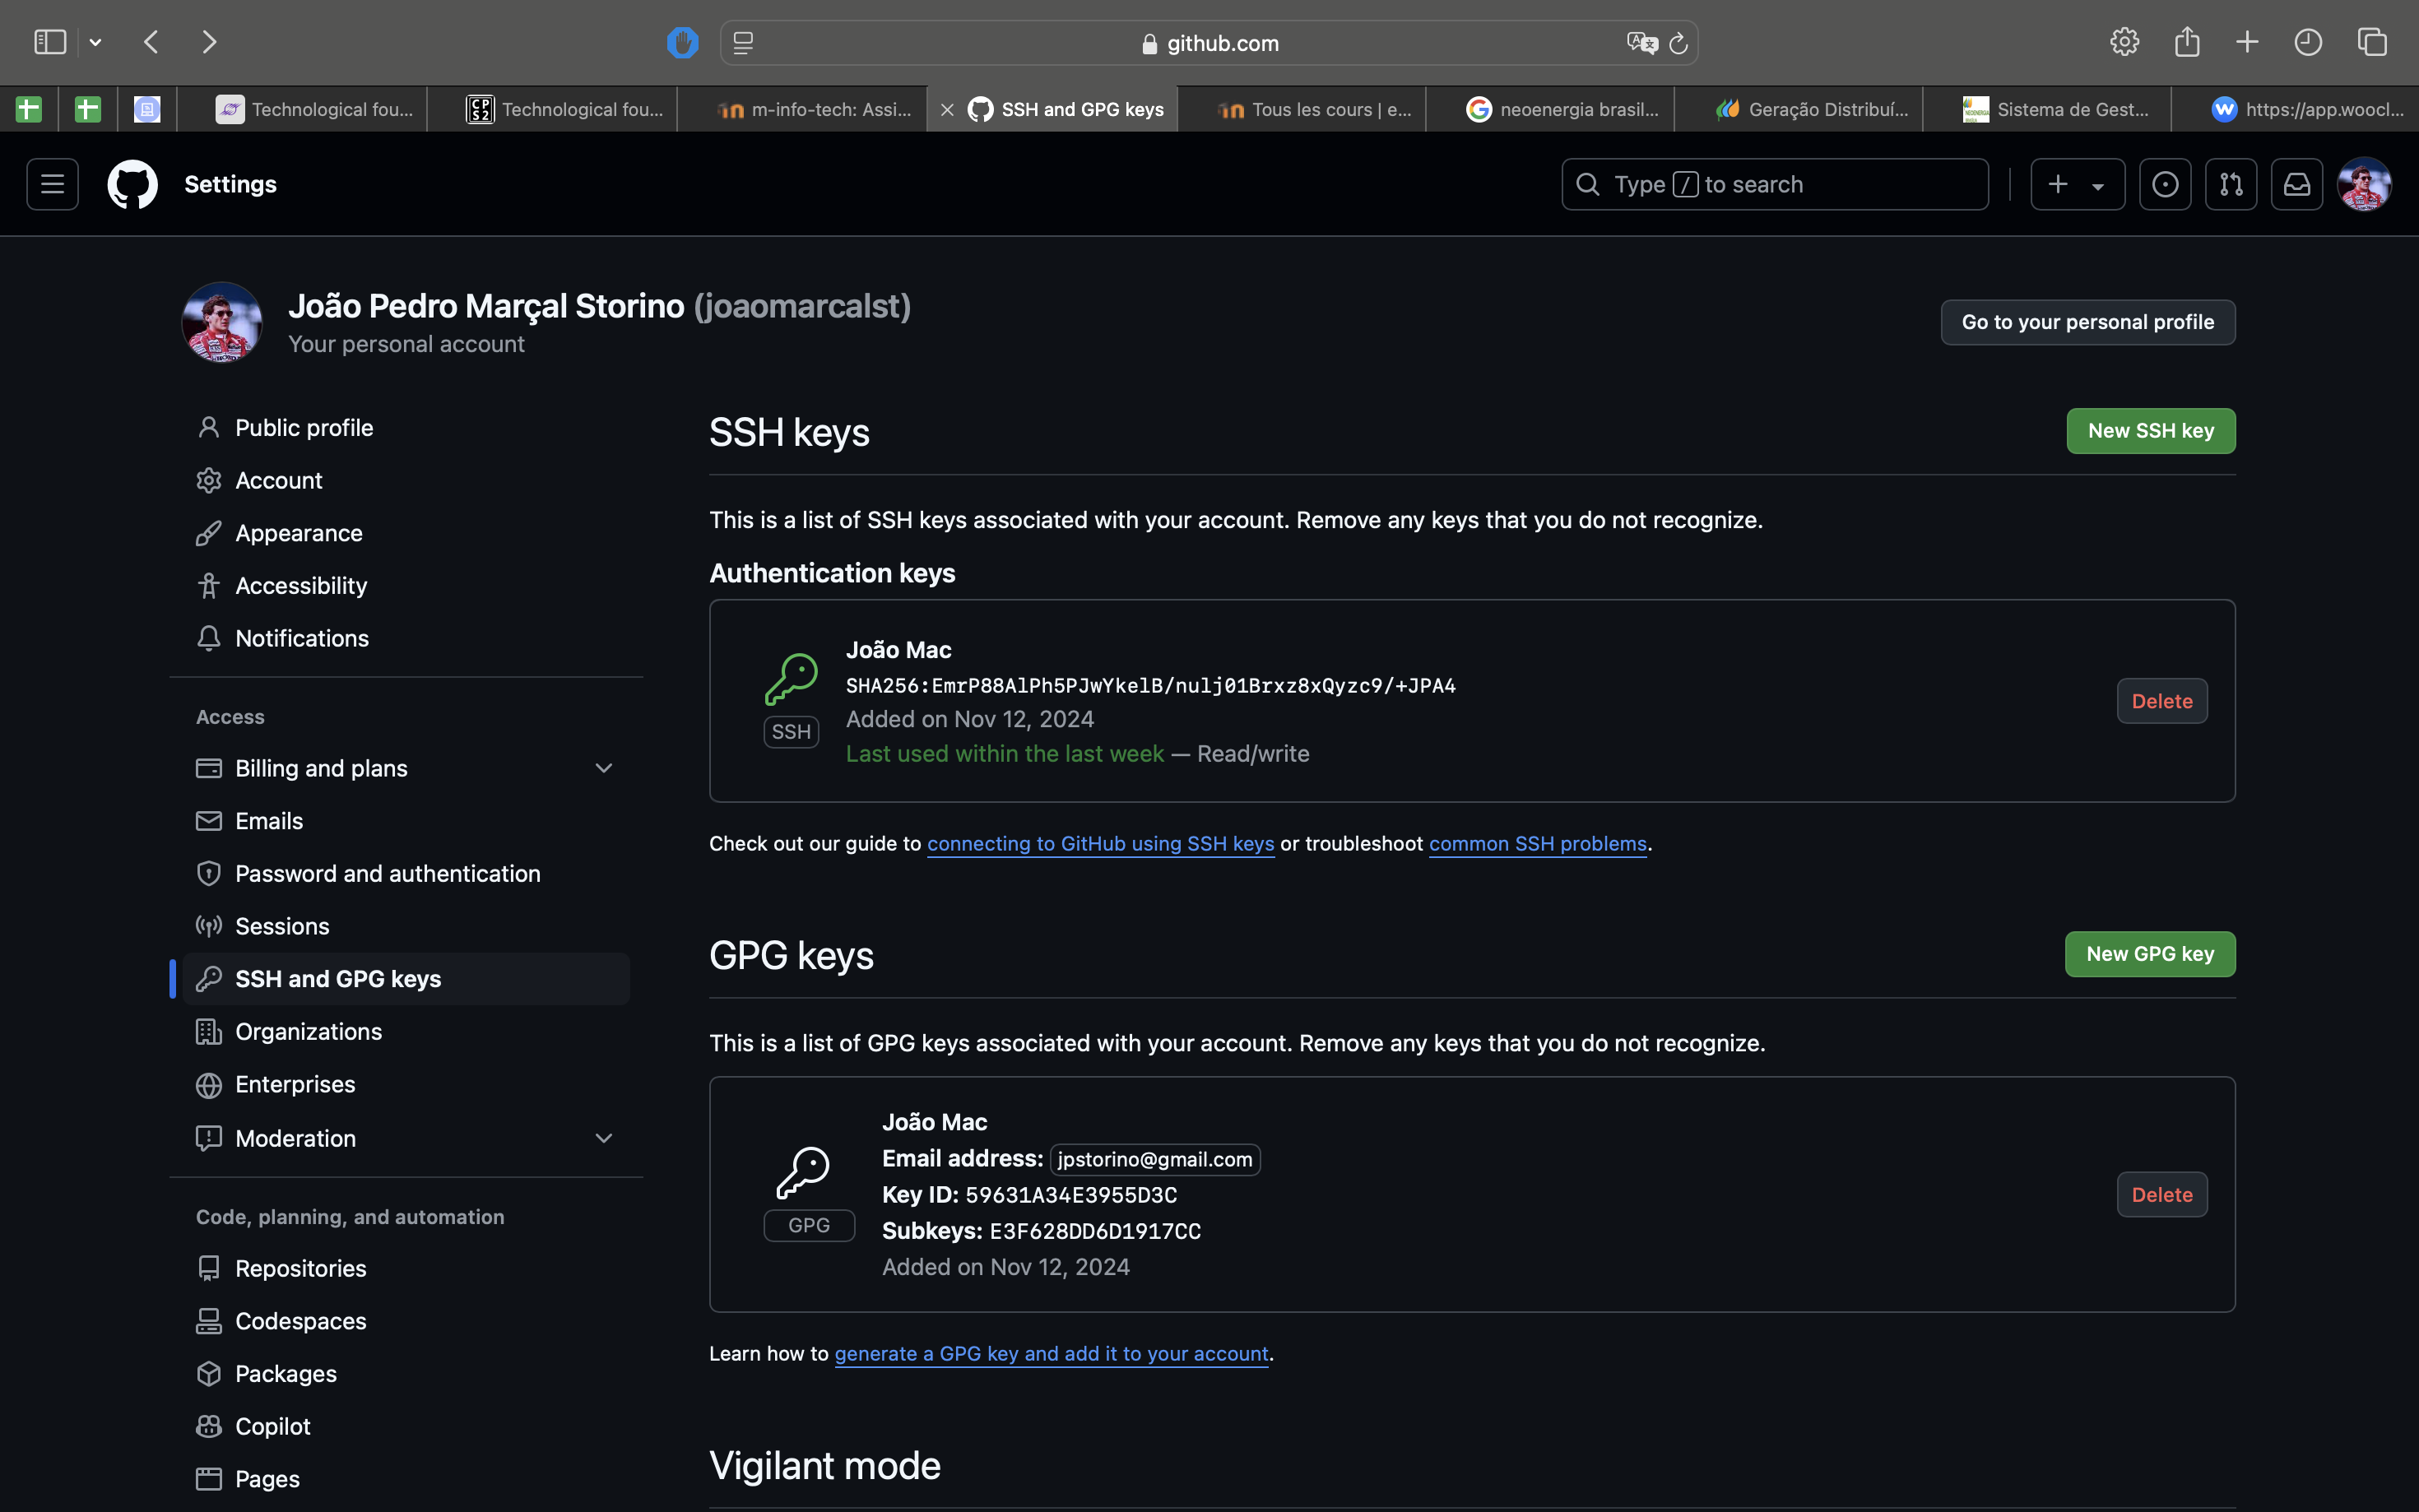 github.com
Technological fou...
CP
S2
Technological fou...
m-info-tech: Assi...
SSH and GPG keys
Tous les cours | e...
neoenergia brasil...
Geração Distribuí...
Sistema de Gest...
https://app.woocl...
Settings
Type / to search
João Pedro Marçal Storino (joaomarcalst)
Your personal account
Go to your personal profile
Public profile
Account
Appearance
Accessibility
Notifications
Access
Billing and plans
Emails
Password and authentication
Sessions
SSH and GPG keys
Organizations
Enterprises
Moderation
Code, planning, and automation
Repositories
Codespaces
Packages
Copilot
Pages
SSH keys
New SSH key
This is a list of SSH keys associated with your account. Remove any keys that you do not recognize.
Authentication keys
João Mac
SHA256:EmrP88AlPh5PJwYkelB/nulj01Brxz8xQyzc9/+JPA4
Added on Nov 12, 2024
Last used within the last week — Read/write
SSH
Delete
Check out our guide to connecting to GitHub using SSH keys or troubleshoot common SSH problems.
GPG keys
New GPG key
This is a list of GPG keys associated with your account. Remove any keys that you do not recognize.
João Mac
Email address: jpstorino@gmail.com
Key ID: 59631A34E3955D3C
Subkeys: E3F628DD6D1917CC
Added on Nov 12, 2024
GPG
Delete
Learn how to generate a GPG key and add it to your account.
Vigilant mode